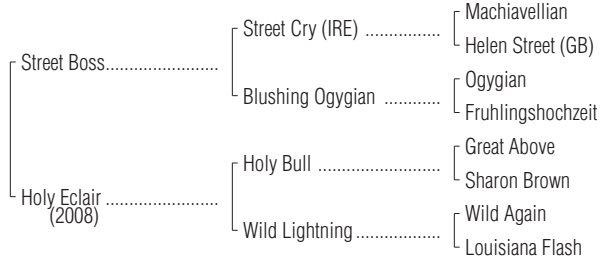 Machiavellian
Street Cry (IRE) ................
Helen Street (GB)
Street Boss........................
Ogygian
Blushing Ogygian ............
Fruhlingshochzeit
Great Above
Holy Bull ........................
Sharon Brown
Holy Eclair ........................
(2008)
Wild Again
Wild Lightning..................
Louisiana Flash